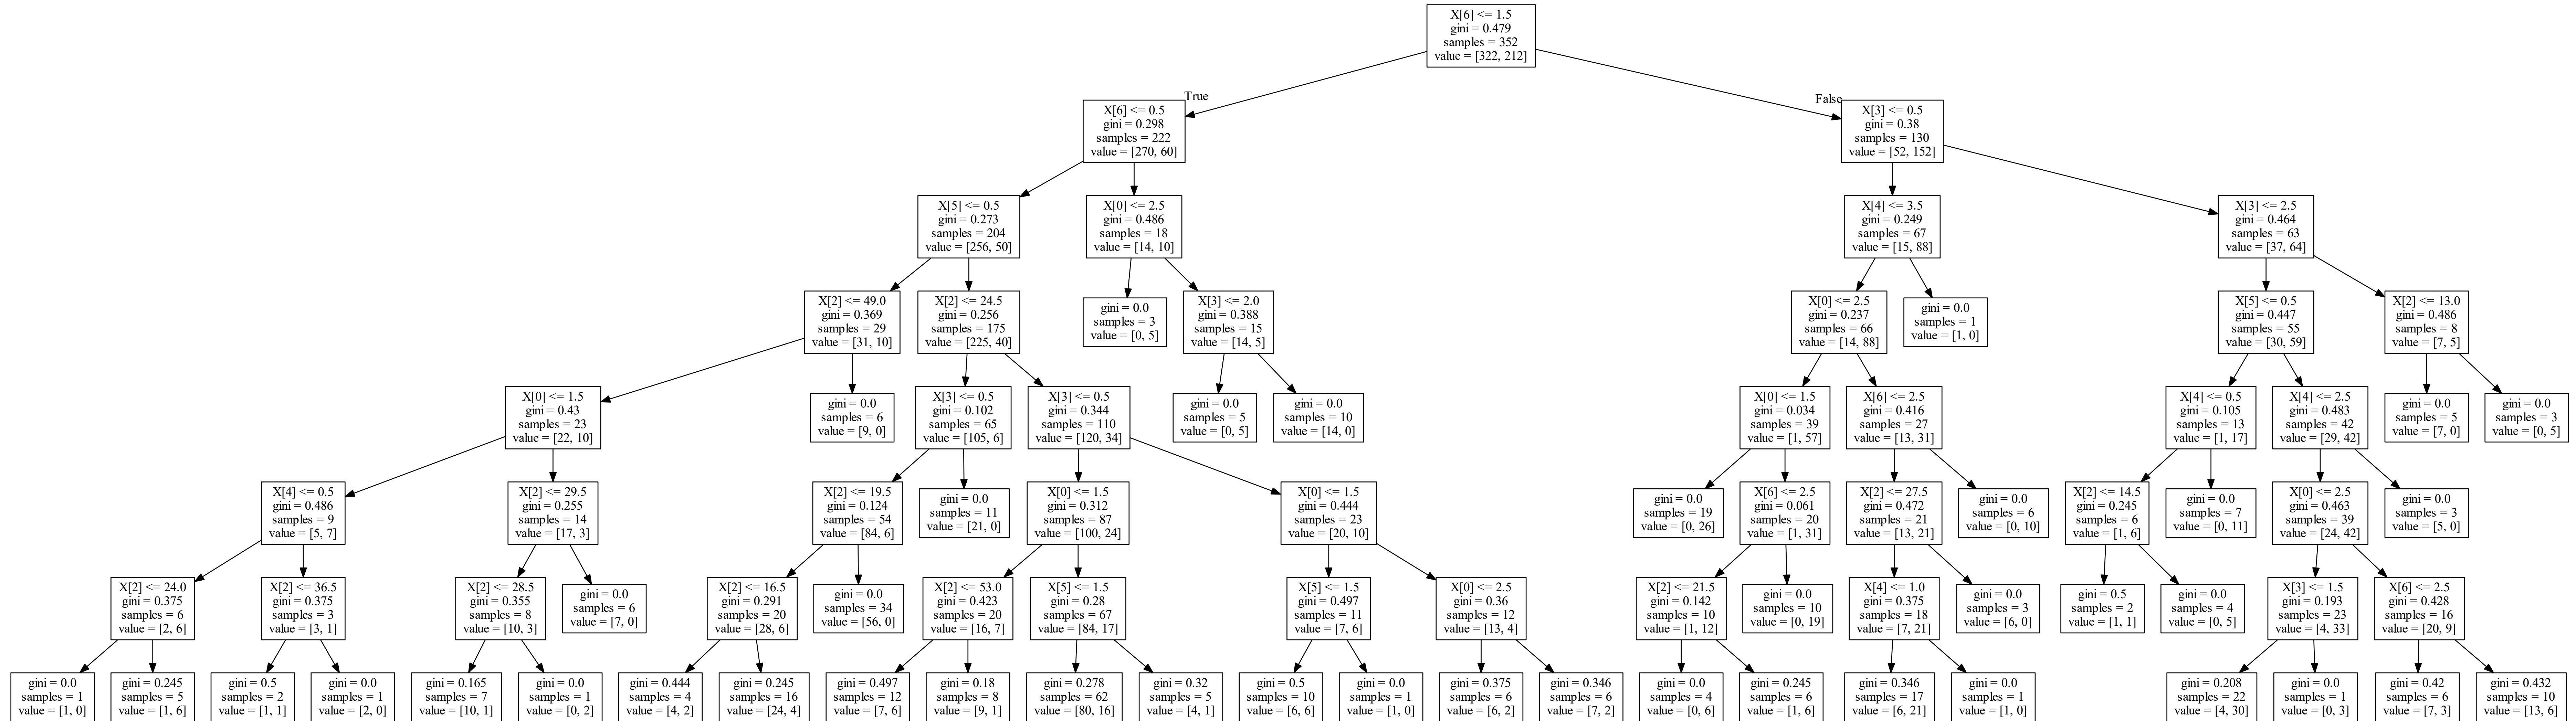 X[6] <= 1.5
gini = 0.479
samples = 352
value = [322, 212]
True
False
X[6] <= 0.5
gini = 0.298
samples = 222
value = [270, 60]
X[3] <= 0.5
gini = 0.38
samples = 130
value = [52, 152]
X[5] <= 0.5
gini = 0.273
samples = 204
value = [256, 50]
X[0] <= 2.5
gini = 0.486
samples = 18
value = [14, 10]
X[4] <= 3.5
gini = 0.249
samples = 67
value = [15, 88]
X[3] <= 2.5
gini = 0.464
samples = 63
value = [37, 64]
X[2] <= 49.0
gini = 0.369
samples = 29
value = [31, 10]
X[2] <= 24.5
gini = 0.256
samples = 175
value = [225, 40]
gini = 0.0
samples = 3
value = [0, 5]
X[3] <= 2.0
gini = 0.388
samples = 15
value = [14, 5]
X[0] <= 2.5
gini = 0.237
samples = 66
value = [14, 88]
gini = 0.0
samples = 1
value = [1, 0]
X[5] <= 0.5
gini = 0.447
samples = 55
value = [30, 59]
X[2] <= 13.0
gini = 0.486
samples = 8
value = [7, 5]
X[0] <= 1.5
gini = 0.43
samples = 23
value = [22, 10]
gini = 0.0
samples = 6
value = [9, 0]
X[3] <= 0.5
gini = 0.102
samples = 65
value = [105, 6]
X[3] <= 0.5
gini = 0.344
samples = 110
value = [120, 34]
gini = 0.0
samples = 5
value = [0, 5]
gini = 0.0
samples = 10
value = [14, 0]
X[0] <= 1.5
gini = 0.034
samples = 39
value = [1, 57]
X[6] <= 2.5
gini = 0.416
samples = 27
value = [13, 31]
X[4] <= 0.5
gini = 0.105
samples = 13
value = [1, 17]
X[4] <= 2.5
gini = 0.483
samples = 42
value = [29, 42]
gini = 0.0
samples = 5
value = [7, 0]
gini = 0.0
samples = 3
value = [0, 5]
X[4] <= 0.5
gini = 0.486
samples = 9
value = [5, 7]
X[2] <= 29.5
gini = 0.255
samples = 14
value = [17, 3]
X[2] <= 19.5
gini = 0.124
samples = 54
value = [84, 6]
gini = 0.0
samples = 11
value = [21, 0]
X[0] <= 1.5
gini = 0.312
samples = 87
value = [100, 24]
X[0] <= 1.5
gini = 0.444
samples = 23
value = [20, 10]
gini = 0.0
samples = 19
value = [0, 26]
X[6] <= 2.5
gini = 0.061
samples = 20
value = [1, 31]
X[2] <= 27.5
gini = 0.472
samples = 21
value = [13, 21]
gini = 0.0
samples = 6
value = [0, 10]
X[2] <= 14.5
gini = 0.245
samples = 6
value = [1, 6]
gini = 0.0
samples = 7
value = [0, 11]
X[0] <= 2.5
gini = 0.463
samples = 39
value = [24, 42]
gini = 0.0
samples = 3
value = [5, 0]
X[2] <= 24.0
gini = 0.375
samples = 6
value = [2, 6]
X[2] <= 36.5
gini = 0.375
samples = 3
value = [3, 1]
X[2] <= 28.5
gini = 0.355
samples = 8
value = [10, 3]
gini = 0.0
samples = 6
value = [7, 0]
X[2] <= 16.5
gini = 0.291
samples = 20
value = [28, 6]
gini = 0.0
samples = 34
value = [56, 0]
X[2] <= 53.0
gini = 0.423
samples = 20
value = [16, 7]
X[5] <= 1.5
gini = 0.28
samples = 67
value = [84, 17]
X[5] <= 1.5
gini = 0.497
samples = 11
value = [7, 6]
X[0] <= 2.5
gini = 0.36
samples = 12
value = [13, 4]
X[2] <= 21.5
gini = 0.142
samples = 10
value = [1, 12]
gini = 0.0
samples = 10
value = [0, 19]
X[4] <= 1.0
gini = 0.375
samples = 18
value = [7, 21]
gini = 0.0
samples = 3
value = [6, 0]
gini = 0.5
samples = 2
value = [1, 1]
gini = 0.0
samples = 4
value = [0, 5]
X[3] <= 1.5
gini = 0.193
samples = 23
value = [4, 33]
X[6] <= 2.5
gini = 0.428
samples = 16
value = [20, 9]
gini = 0.0
samples = 1
value = [1, 0]
gini = 0.245
samples = 5
value = [1, 6]
gini = 0.5
samples = 2
value = [1, 1]
gini = 0.0
samples = 1
value = [2, 0]
gini = 0.165
samples = 7
value = [10, 1]
gini = 0.0
samples = 1
value = [0, 2]
gini = 0.444
samples = 4
value = [4, 2]
gini = 0.245
samples = 16
value = [24, 4]
gini = 0.497
samples = 12
value = [7, 6]
gini = 0.18
samples = 8
value = [9, 1]
gini = 0.278
samples = 62
value = [80, 16]
gini = 0.32
samples = 5
value = [4, 1]
gini = 0.5
samples = 10
value = [6, 6]
gini = 0.0
samples = 1
value = [1, 0]
gini = 0.375
samples = 6
value = [6, 2]
gini = 0.346
samples = 6
value = [7, 2]
gini = 0.0
samples = 4
value = [0, 6]
gini = 0.245
samples = 6
value = [1, 6]
gini = 0.346
samples = 17
value = [6, 21]
gini = 0.0
samples = 1
value = [1, 0]
gini = 0.208
samples = 22
value = [4, 30]
gini = 0.0
samples = 1
value = [0, 3]
gini = 0.42
samples = 6
value = [7, 3]
gini = 0.432
samples = 10
value = [13, 6]